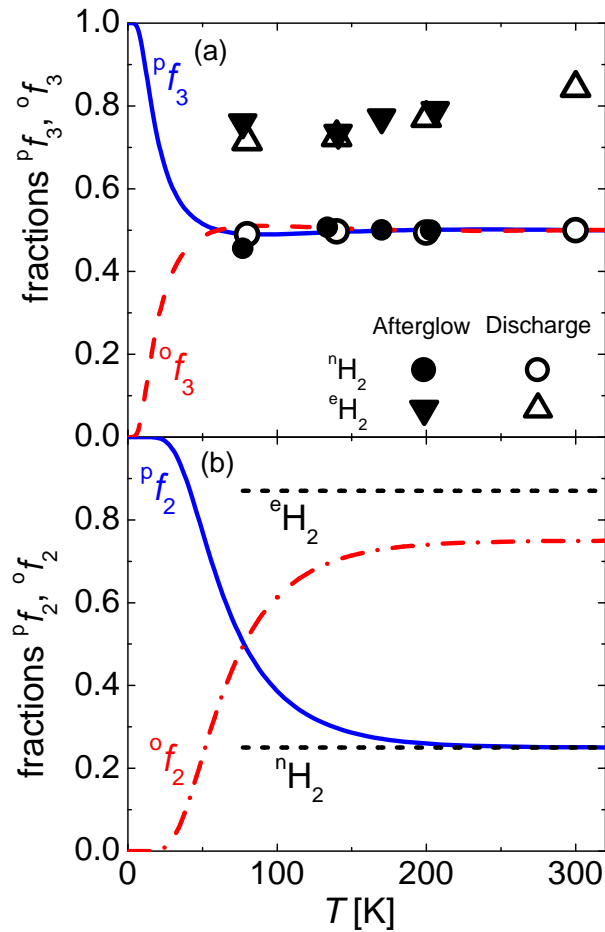 1.0
(a)
ᵖf₃
0.8
0.6
fractions ᵖf₃, ᵒf₃
0.4
Afterglow Discharge
ⁿH₂
0.2
ᵒf₃
ᵉH₂
0.0
(b)
ᵖf₂
ᵉH₂
0.8
0.6
fractions ᵖf₂, ᵒf₂
0.4
ᵒf₂
ⁿH₂
0.2
0.0
0 100 200 300
T [K]